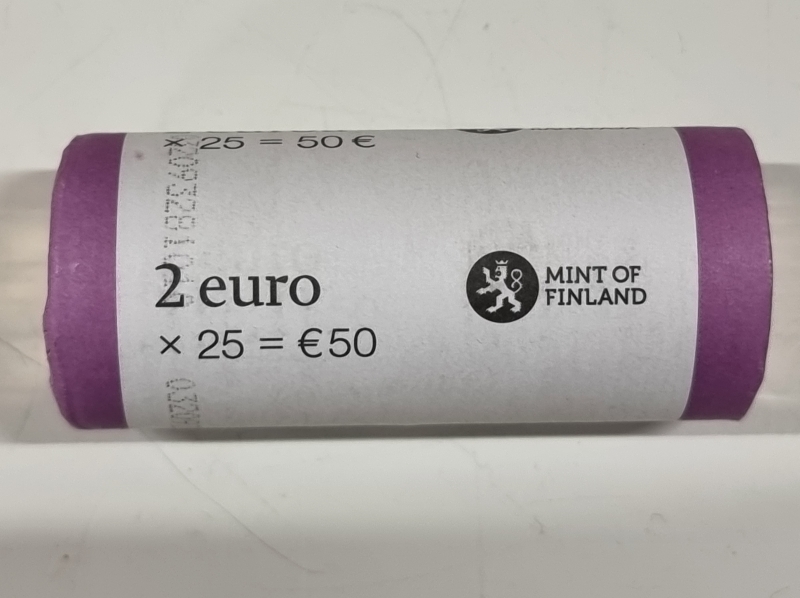 × 25 = 50 €
2 euro
× 25 = €50
MINT OF
FINLAND